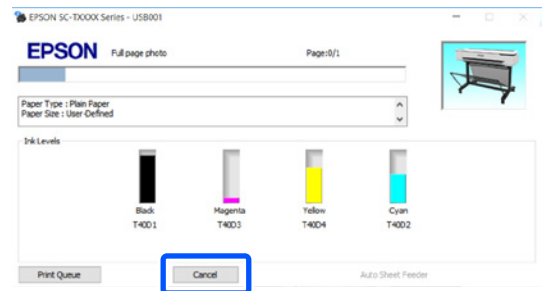 EPSON SC-TXXXX Series - USB001
EPSON Full page photo Page:0/1
Paper Type : Plain Paper
Paper Size : User-Defined
Ink Levels
Black Magenta Yellow Cyan
T40D1 T40D3 T40D4 T40D2
Print Queue Cancel Auto Sheet Feeder